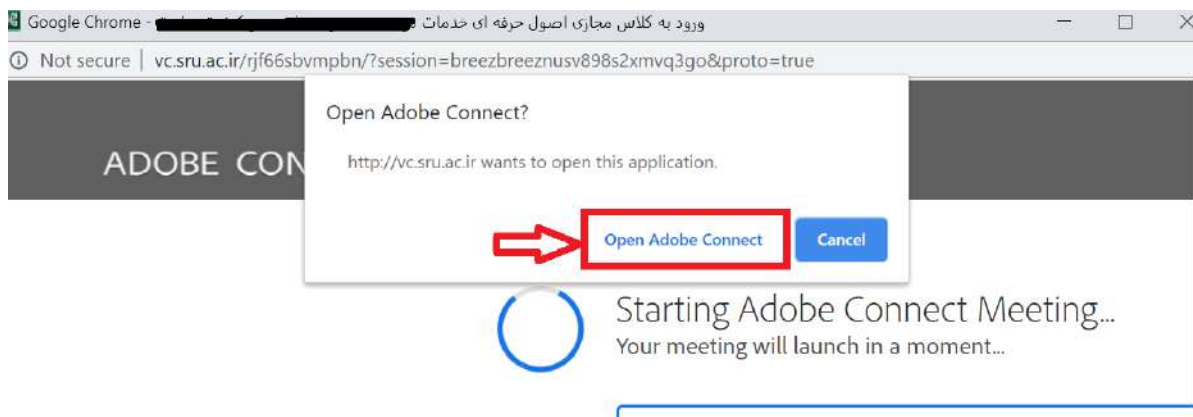 Google Chrome - ورود به کلاس مجازی اصول حرفه ای خدمات
Not secure | vc.sru.ac.ir/rjf66sbvmpbn/?session=breezbreeznusv898s2xmvq3go&proto=true
Open Adobe Connect?
http://vc.sru.ac.ir wants to open this application.
ADOBE CON
Open Adobe Connect
Cancel
Starting Adobe Connect Meeting...
Your meeting will launch in a moment...